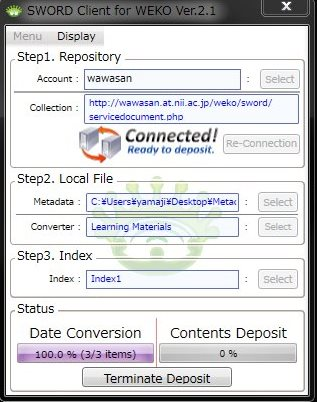 SWORD Client for WEKO Ver.2.1
X
Menu Display
Step1. Repository
Account : wawasan : Select
Collection : http://wawasan.at.nii.ac.jp/weko/sword/
servicedocument.php
Connected!
Ready to deposit.
Re-Connection
Step2. Local File
Metadata : C:¥Users¥yamaji¥Desktop¥Metac : Select
Converter : Learning Materials : Select
Step3. Index
Index : Index1 : Select
Status
Date Conversion
Contents Deposit
100.0 % (3/3 items)
0 %
Terminate Deposit